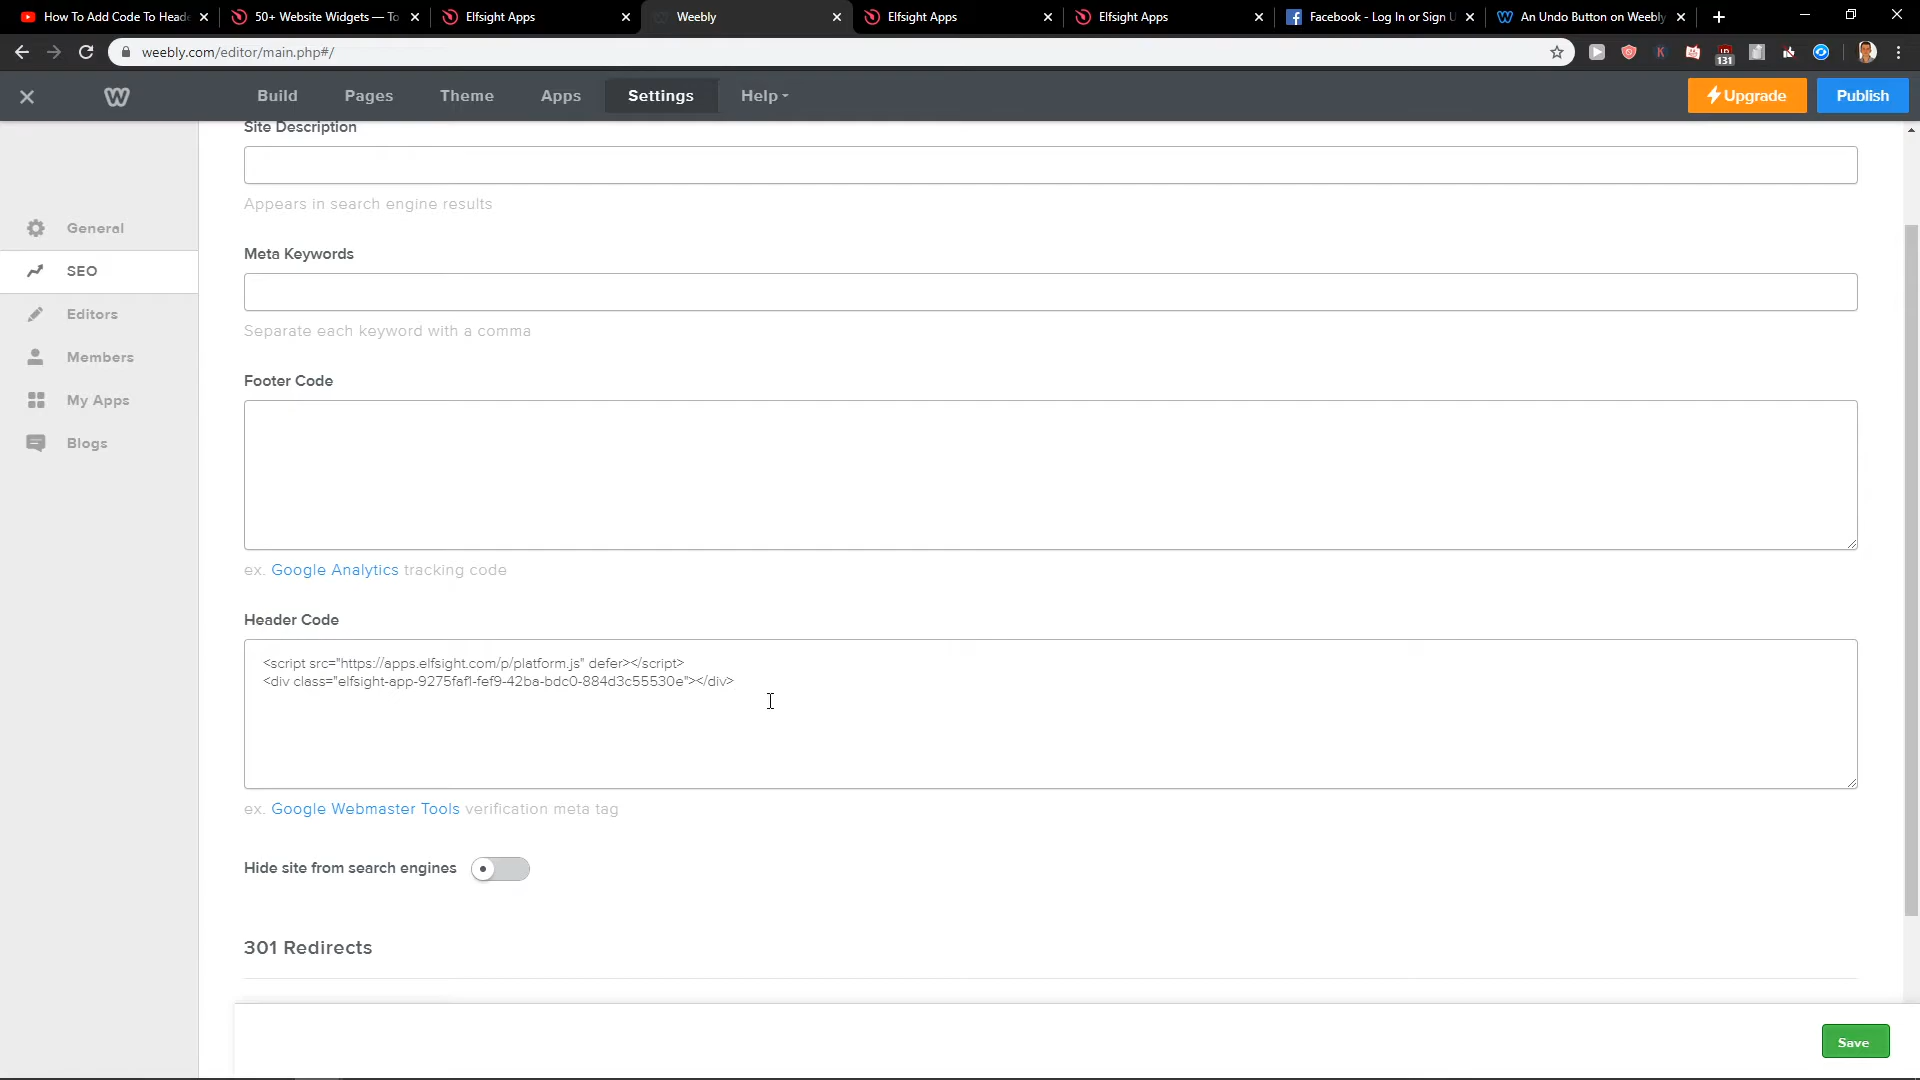 How To Add Code To Heade
50+ Website Widgets — To
Elfsight Apps
Weebly
Elfsight Apps
Elfsight Apps
Facebook - Log In or Sign U
An Undo Button on Weebly
weebly.com/editor/main.php#/
131
Build
Pages
Theme
Apps
Settings
Help
Upgrade
Publish
General
SEO
Editors
Members
My Apps
Blogs
Site Description
Appears in search engine results
Meta Keywords
Separate each keyword with a comma
Footer Code
ex. Google Analytics tracking code
Header Code
<script src="https://apps.elfsight.com/p/platform.js" defer></script>
<div class="elfsight-app-9275faf1-fef9-42ba-bdc0-884d3c55530e"></div>
ex. Google Webmaster Tools verification meta tag
Hide site from search engines
301 Redirects
Save